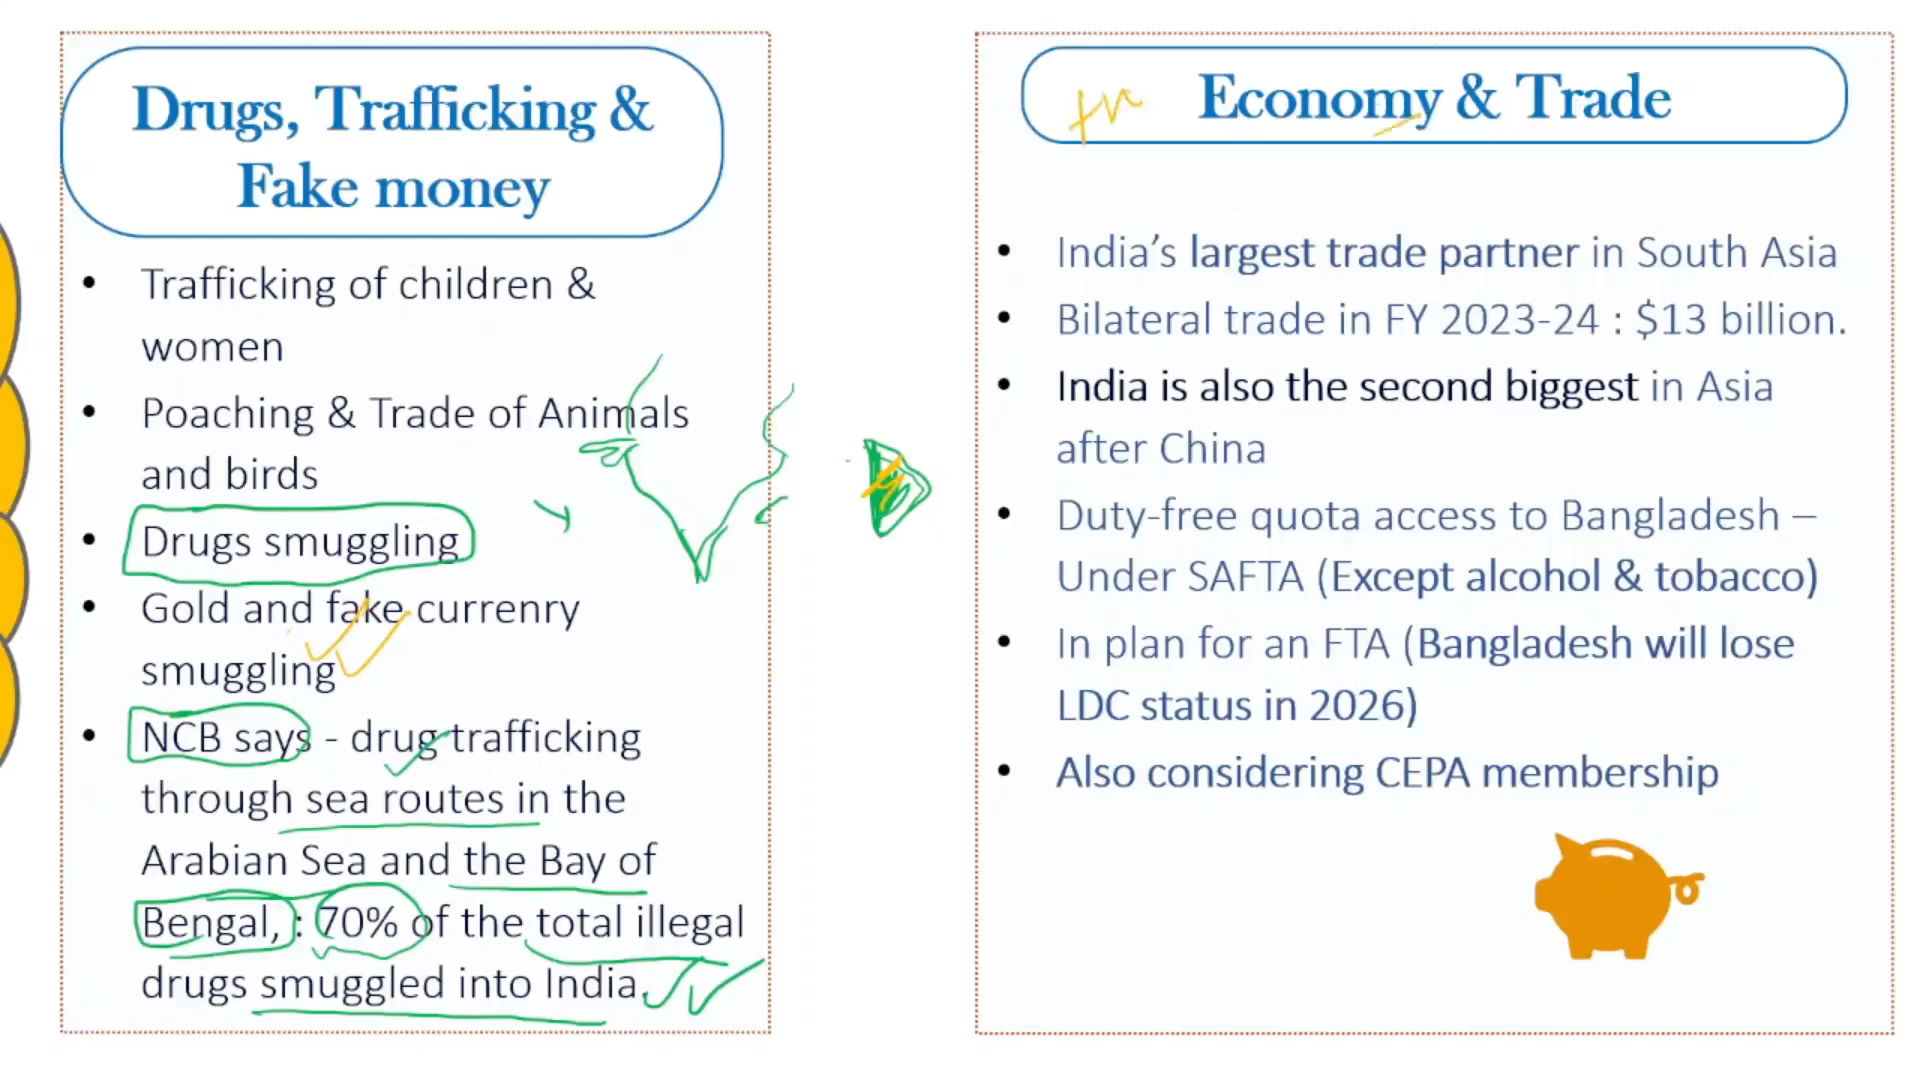 Drugs, Trafficking &
Fake money
• Trafficking of children &
women
• Poaching & Trade of Animals
and birds
• Drugs smuggling
• Gold and fake currenry
smuggling
• NCB says - drug trafficking
through sea routes in the
Arabian Sea and the Bay of
Bengal, : 70% of the total illegal
drugs smuggled into India.
Economy & Trade
• India’s largest trade partner in South Asia
• Bilateral trade in FY 2023-24 : $13 billion.
• India is also the second biggest in Asia
after China
• Duty-free quota access to Bangladesh –
Under SAFTA (Except alcohol & tobacco)
• In plan for an FTA (Bangladesh will lose
LDC status in 2026)
• Also considering CEPA membership